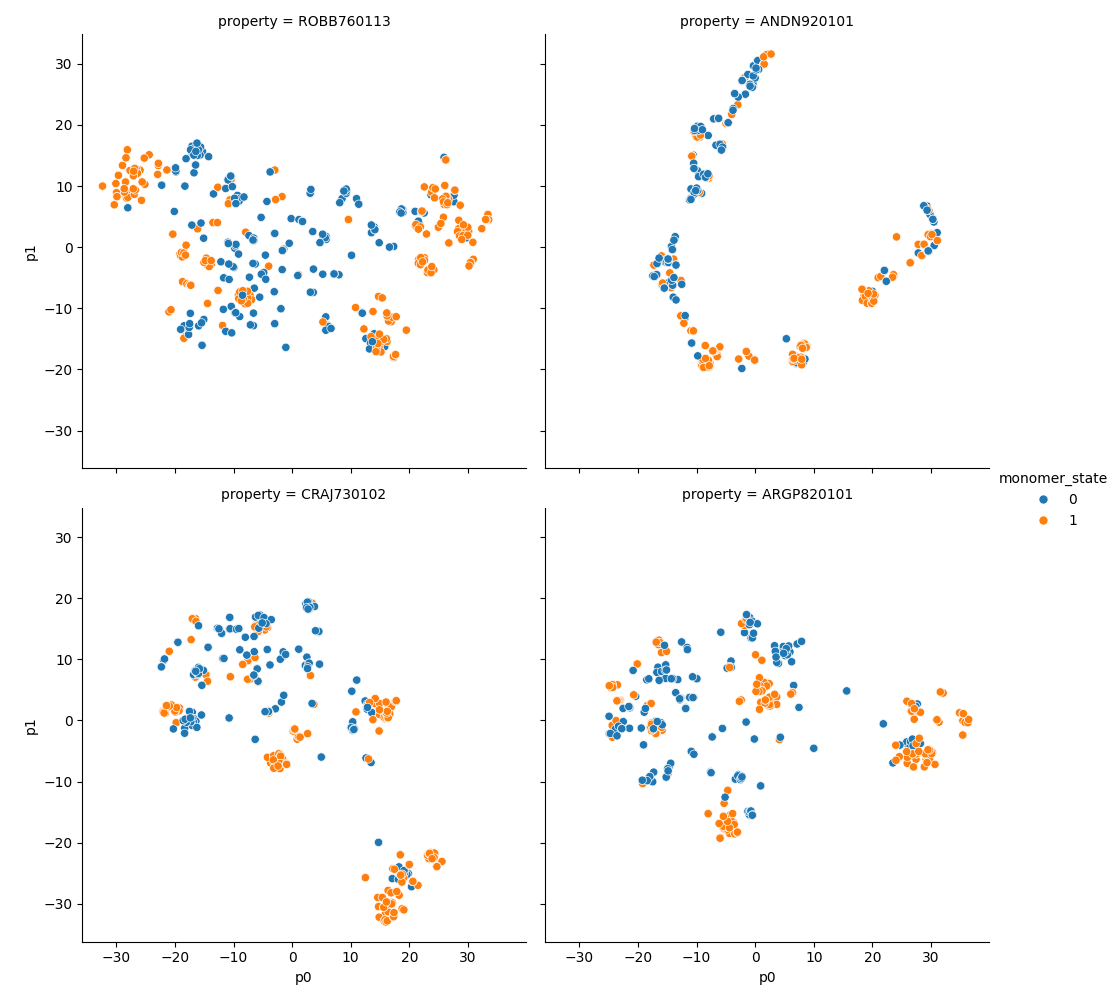 property = ROBB760113
property = ANDN920101
30
20
10
0
−10
−20
−30
p1
property = CRAJ730102
property = ARGP820101
monomer_state
0
1
30
20
10
0
−10
−20
−30
p1
−30 −20 −10 0 10 20 30
−30 −20 −10 0 10 20 30
p0
p0